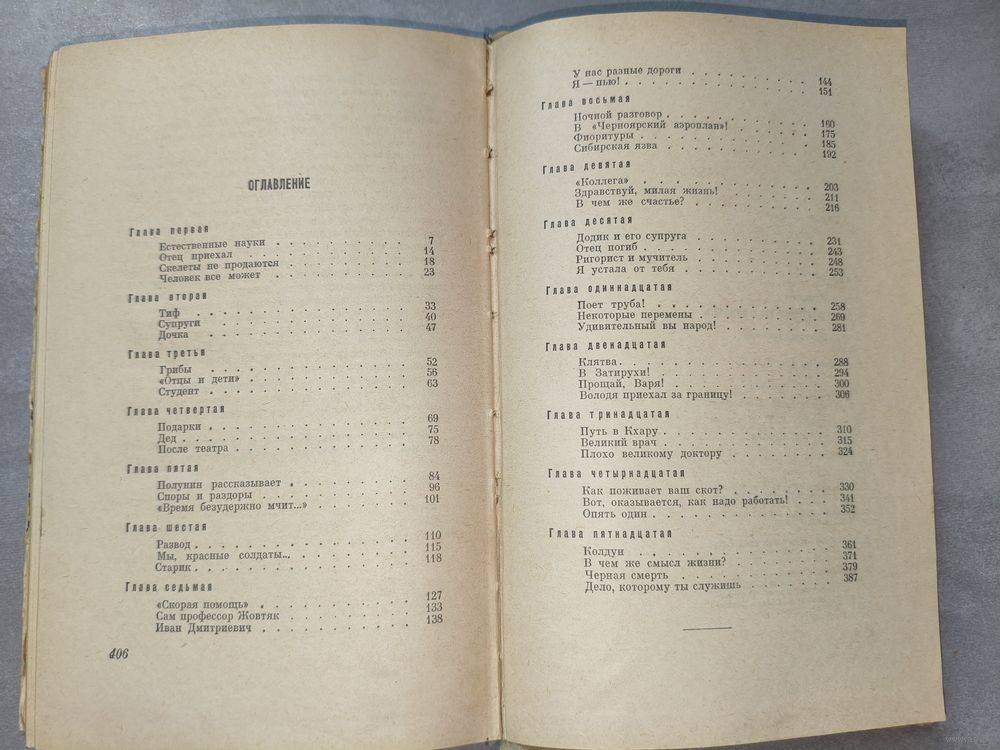 ОГЛАВЛЕНИЕ
Глава первая
Естественные науки . . . . . . . . . . 7
Отец приехал . . . . . . . . . . 14
Скелеты не продаются . . . . . . . . . . 18
Человек все может . . . . . . . . . . 23
Глава вторая
Тиф . . . . . . . . . . 33
Супруги . . . . . . . . . . 40
Дочка . . . . . . . . . . 47
Глава третья
Грибы . . . . . . . . . . 52
«Отцы и дети» . . . . . . . . . . 56
Студент . . . . . . . . . . 63
Глава четвертая
Подарки . . . . . . . . . . 69
Дед . . . . . . . . . . 75
После театра . . . . . . . . . . 78
Глава пятая
Полунин рассказывает . . . . . . . . . . 84
Споры и раздоры . . . . . . . . . . 96
«Время безудержно мчит...» . . . . . . . . . . 101
Глава шестая
Развод . . . . . . . . . . 110
Мы, красные солдаты... . . . . . . . . . . 115
Старик . . . . . . . . . . 118
Глава седьмая
«Скорая помощь» . . . . . . . . . . 127
Сам профессор Жовтяк . . . . . . . . . . 133
Иван Дмитриевич . . . . . . . . . . 138
406
У нас разные дороги . . . . . . . . . . 144
Я — пью! . . . . . . . . . . 151
Глава восьмая
Ночной разговор . . . . . . . . . . 160
В «Черноярский аэроплан»! . . . . . . . . . . 175
Фиоритуры . . . . . . . . . . 185
Сибирская язва . . . . . . . . . . 192
Глава девятая
«Коллега» . . . . . . . . . . 203
Здравствуй, милая жизнь! . . . . . . . . . . 211
В чем же счастье? . . . . . . . . . . 216
Глава десятая
Додик и его супруга . . . . . . . . . . 231
Отец погиб . . . . . . . . . . 243
Ригорист и мучитель . . . . . . . . . . 248
Я устала от тебя . . . . . . . . . . 253
Глава одиннадцатая
Поет труба! . . . . . . . . . . 258
Некоторые перемены . . . . . . . . . . 269
Удивительный вы народ! . . . . . . . . . . 281
Глава двенадцатая
Клятва . . . . . . . . . . 288
В Затирухи! . . . . . . . . . . 294
Прощай, Варя! . . . . . . . . . . 300
Володя приехал за границу! . . . . . . . . . . 306
Глава тринадцатая
Путь в Кхару . . . . . . . . . . 310
Великий врач . . . . . . . . . . 315
Плохо великому доктору . . . . . . . . . . 324
Глава четырнадцатая
Как поживает ваш скот? . . . . . . . . . . 330
Вот, оказывается, как надо работать! . . . . . . . . . . 341
Опять один . . . . . . . . . . 352
Глава пятнадцатая
Колдун . . . . . . . . . . 361
В чем же смысл жизни? . . . . . . . . . . 371
Черная смерть . . . . . . . . . . 379
Дело, которому ты служишь . . . . . . . . . . 387